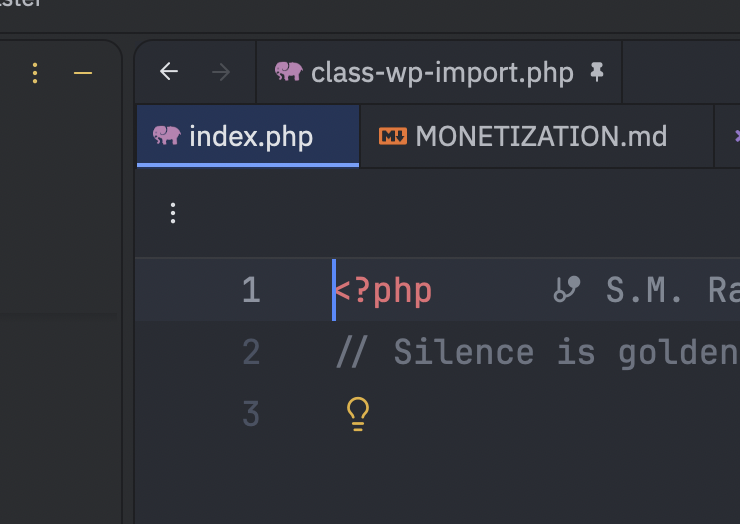 class-wp-import.php
index.php MONETIZATION.md
1 <?php S.M.
2 // Silence is golden
3